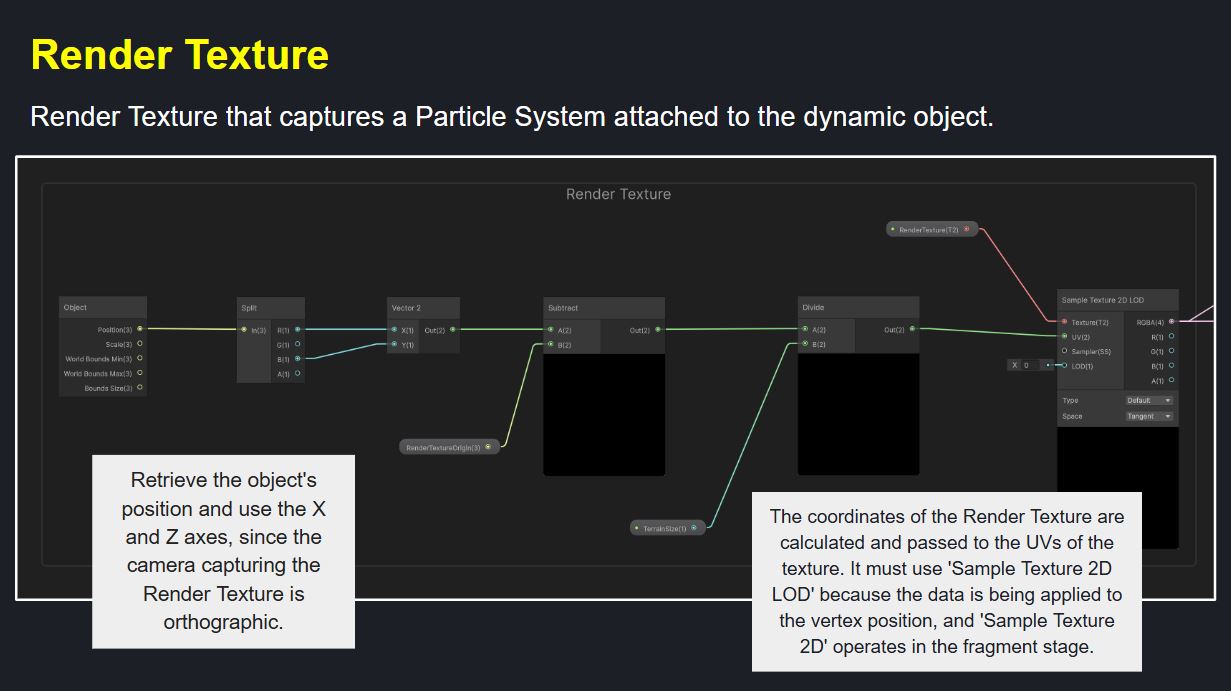 Render Texture
Render Texture that captures a Particle System attached to the dynamic object.
Render Texture
RenderTexture(T2)
Object
Position(3)
Scale(3)
World Bounds Min(3)
World Bounds Max(3)
Bounds Size(3)
Split
In(3) R(1)
G(1)
B(1)
A(1)
Vector 2
X(1) Out(2)
Y(1)
Subtract
A(2) Out(2)
B(2)
RenderTextureOrigin(3)
Divide
A(2) Out(2)
B(2)
TerrainSize(1)
Sample Texture 2D LOD
Texture(T2) RGBA(4)
UV(2) R(1)
Sampler(SS) G(1)
X 0 LOD(1) B(1)
A(1)
Type Default
Space Tangent
Retrieve the object's
position and use the X
and Z axes, since the
camera capturing the
Render Texture is
orthographic.
The coordinates of the Render Texture are
calculated and passed to the UVs of the
texture. It must use 'Sample Texture 2D
LOD' because the data is being applied to
the vertex position, and 'Sample Texture
2D' operates in the fragment stage.